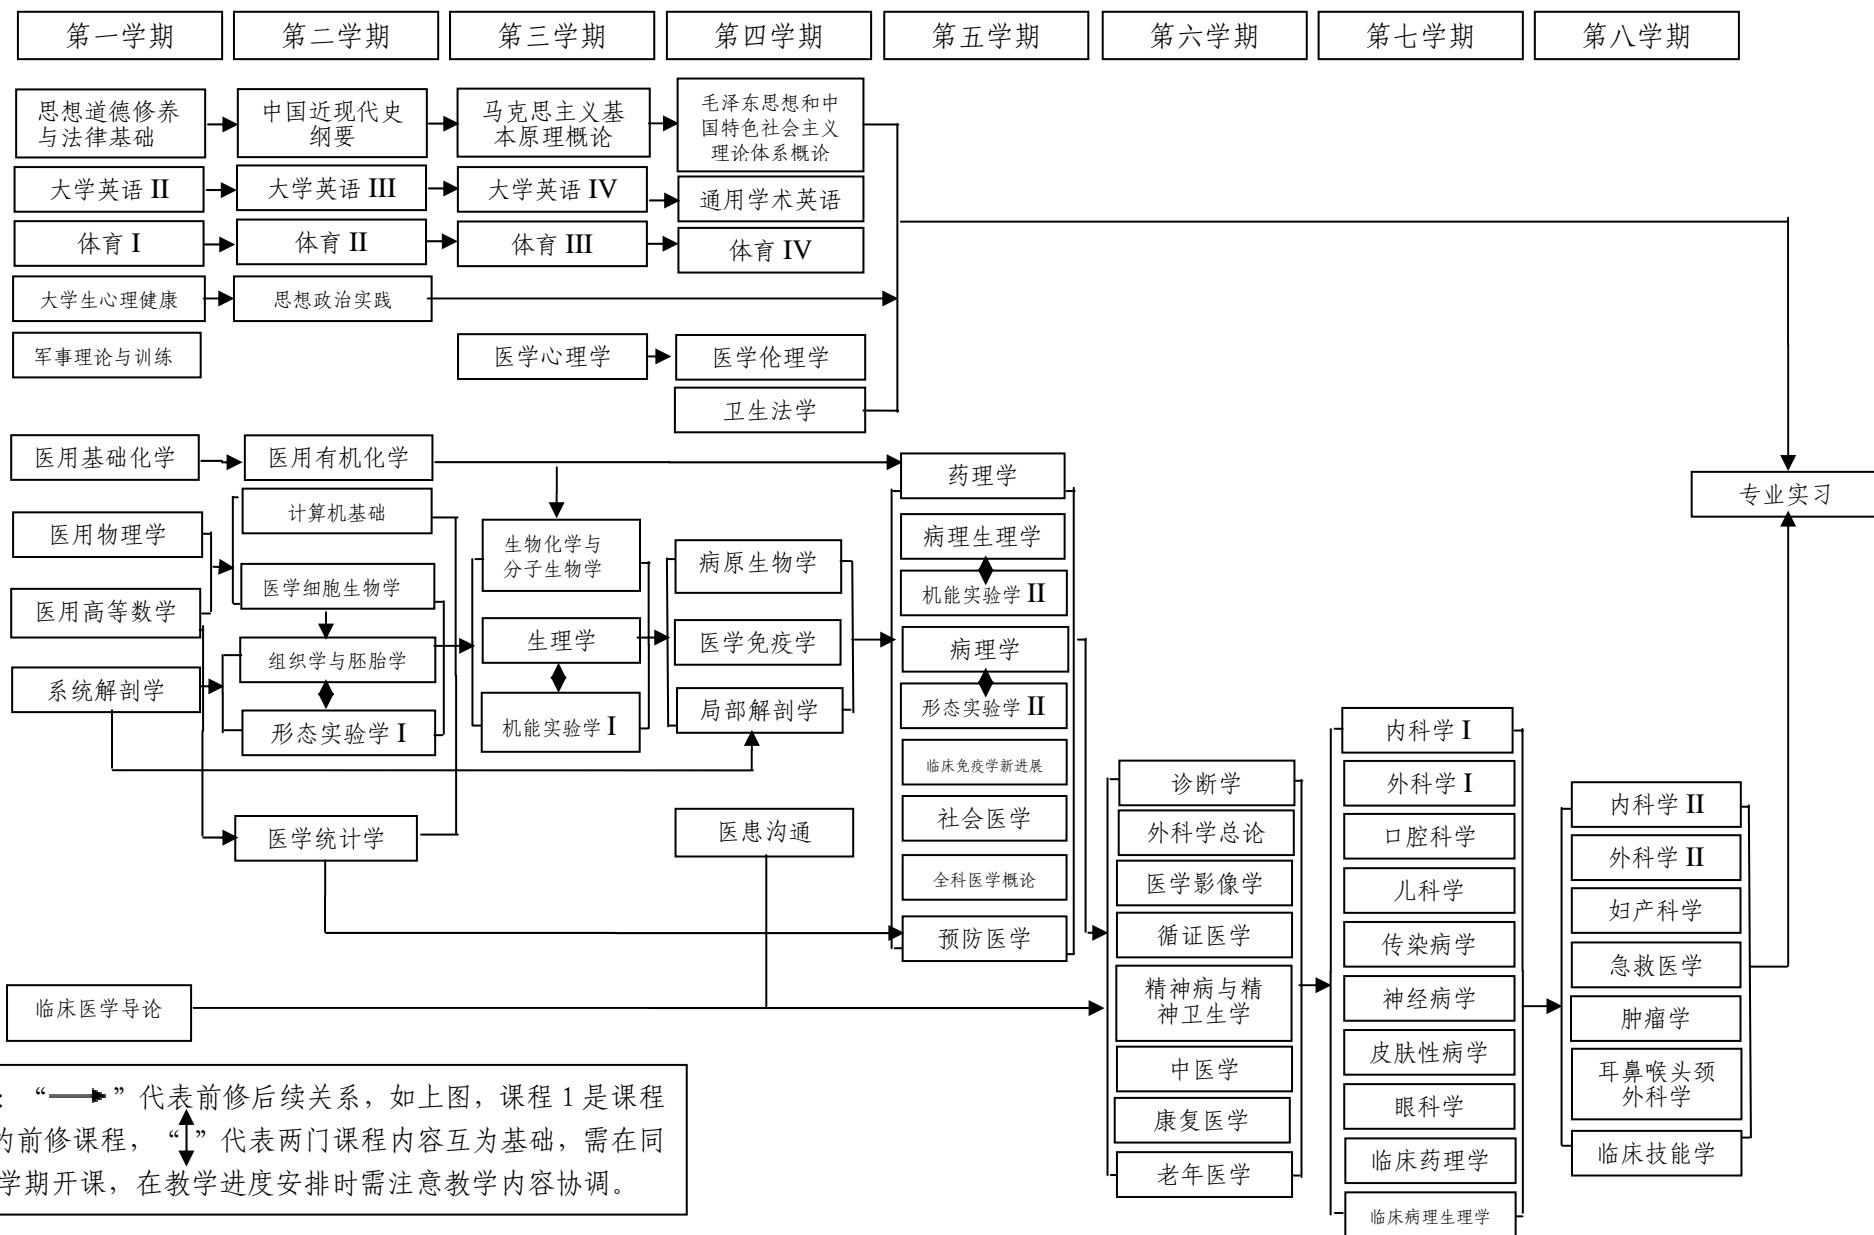 第一学期
第二学期
第三学期
第四学期
第五学期
第六学期
第七学期
第八学期
思想道德修养
与法律基础
中国近现代史
纲要
马克思主义基
本原理概论
毛泽东思想和中
国特色社会主义
理论体系概论
大学英语 II
大学英语 III
大学英语 IV
通用学术英语
体育 I
体育 II
体育 III
体育 IV
大学生心理健康
思想政治实践
军事理论与训练
医学心理学
医学伦理学
卫生法学
医用基础化学
医用有机化学
药理学
专业实习
计算机基础
医用物理学
生物化学与
分子生物学
病原生物学
病理生理学
医学细胞生物学
机能实验学 II
医用高等数学
生理学
医学免疫学
病理学
组织学与胚胎学
系统解剖学
局部解剖学
形态实验学 II
形态实验学 I
机能实验学 I
内科学 I
临床免疫学新进展
诊断学
外科学 I
内科学 II
社会医学
医患沟通
医学统计学
外科学总论
口腔科学
外科学 II
全科医学概论
医学影像学
儿科学
妇产科学
预防医学
循证医学
传染病学
急救医学
临床医学导论
精神病与精
神卫生学
神经病学
肿瘤学
中医学
皮肤性病学
耳鼻喉头颈
外科学
康复医学
眼科学
老年医学
临床药理学
临床技能学
临床病理生理学
：“ ”代表前修后续关系，如上图，课程 1 是课程
的前修课程，“ ”代表两门课程内容互为基础，需在同
学期开课，在教学进度安排时需注意教学内容协调。